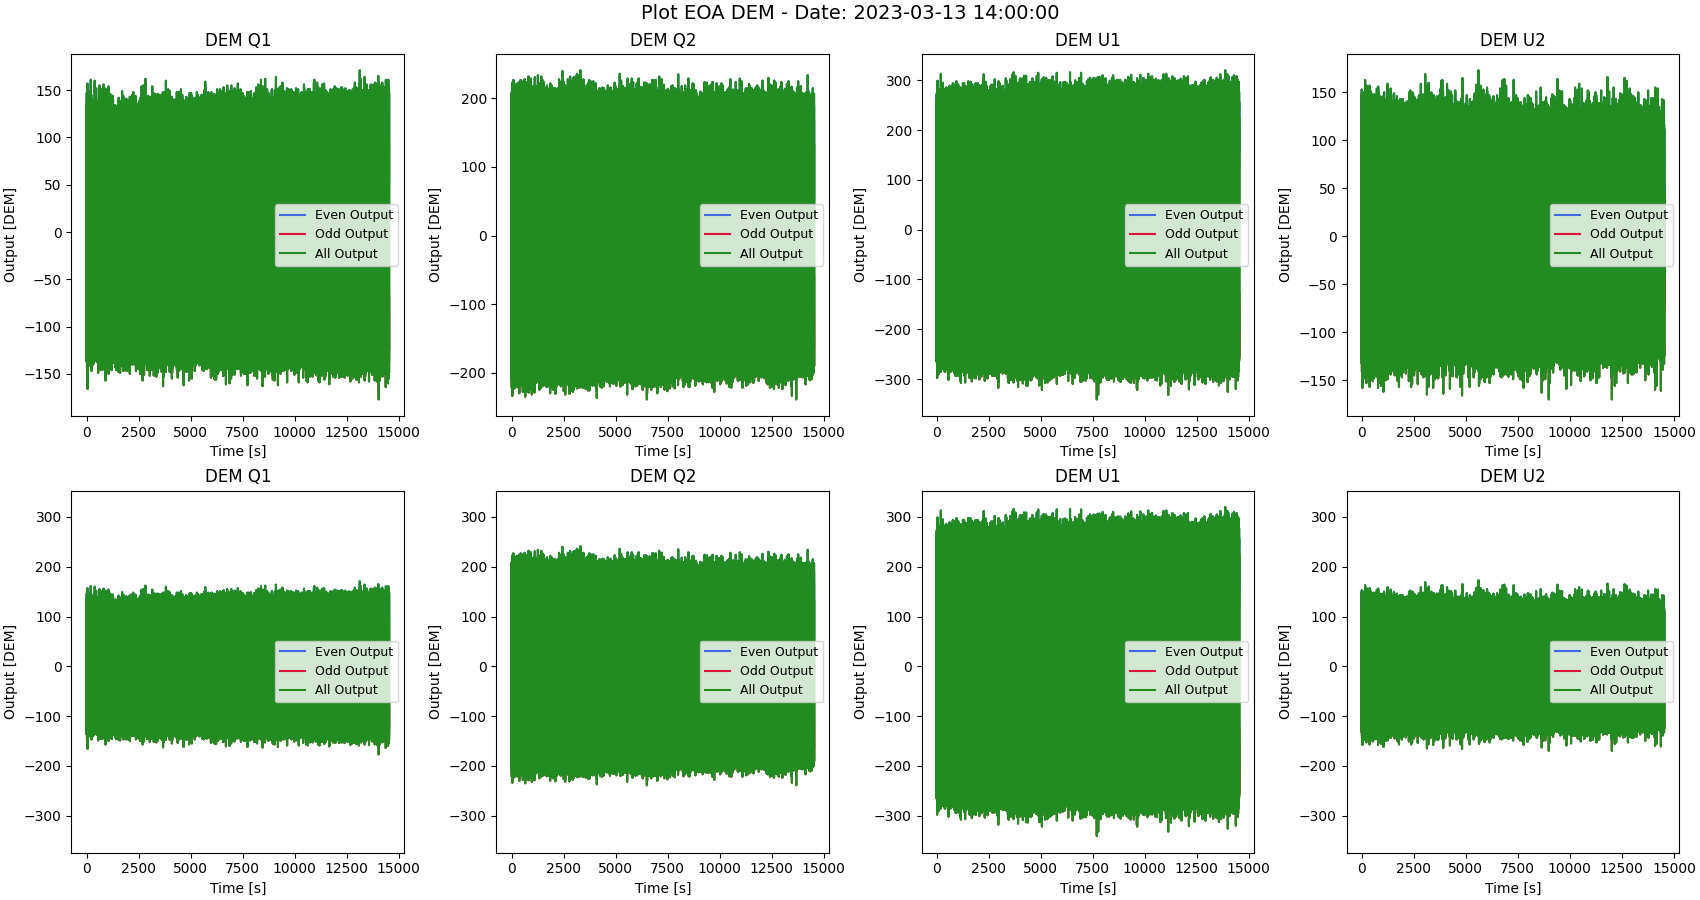 Plot EOA DEM - Date: 2023-03-13 14:00:00
DEM Q1
Output [DEM]
150
100
50
0
−50
−100
−150
Even Output
Odd Output
All Output
0 2500 5000 7500 10000 12500 15000
Time [s]
DEM Q2
Output [DEM]
200
100
0
−100
−200
Even Output
Odd Output
All Output
0 2500 5000 7500 10000 12500 15000
Time [s]
DEM U1
Output [DEM]
300
200
100
0
−100
−200
−300
Even Output
Odd Output
All Output
0 2500 5000 7500 10000 12500 15000
Time [s]
DEM U2
Output [DEM]
150
100
50
0
−50
−100
−150
Even Output
Odd Output
All Output
0 2500 5000 7500 10000 12500 15000
Time [s]
DEM Q1
Output [DEM]
300
200
100
0
−100
−200
−300
Even Output
Odd Output
All Output
0 2500 5000 7500 10000 12500 15000
Time [s]
DEM Q2
Output [DEM]
300
200
100
0
−100
−200
−300
Even Output
Odd Output
All Output
0 2500 5000 7500 10000 12500 15000
Time [s]
DEM U1
Output [DEM]
300
200
100
0
−100
−200
−300
Even Output
Odd Output
All Output
0 2500 5000 7500 10000 12500 15000
Time [s]
DEM U2
Output [DEM]
300
200
100
0
−100
−200
−300
Even Output
Odd Output
All Output
0 2500 5000 7500 10000 12500 15000
Time [s]